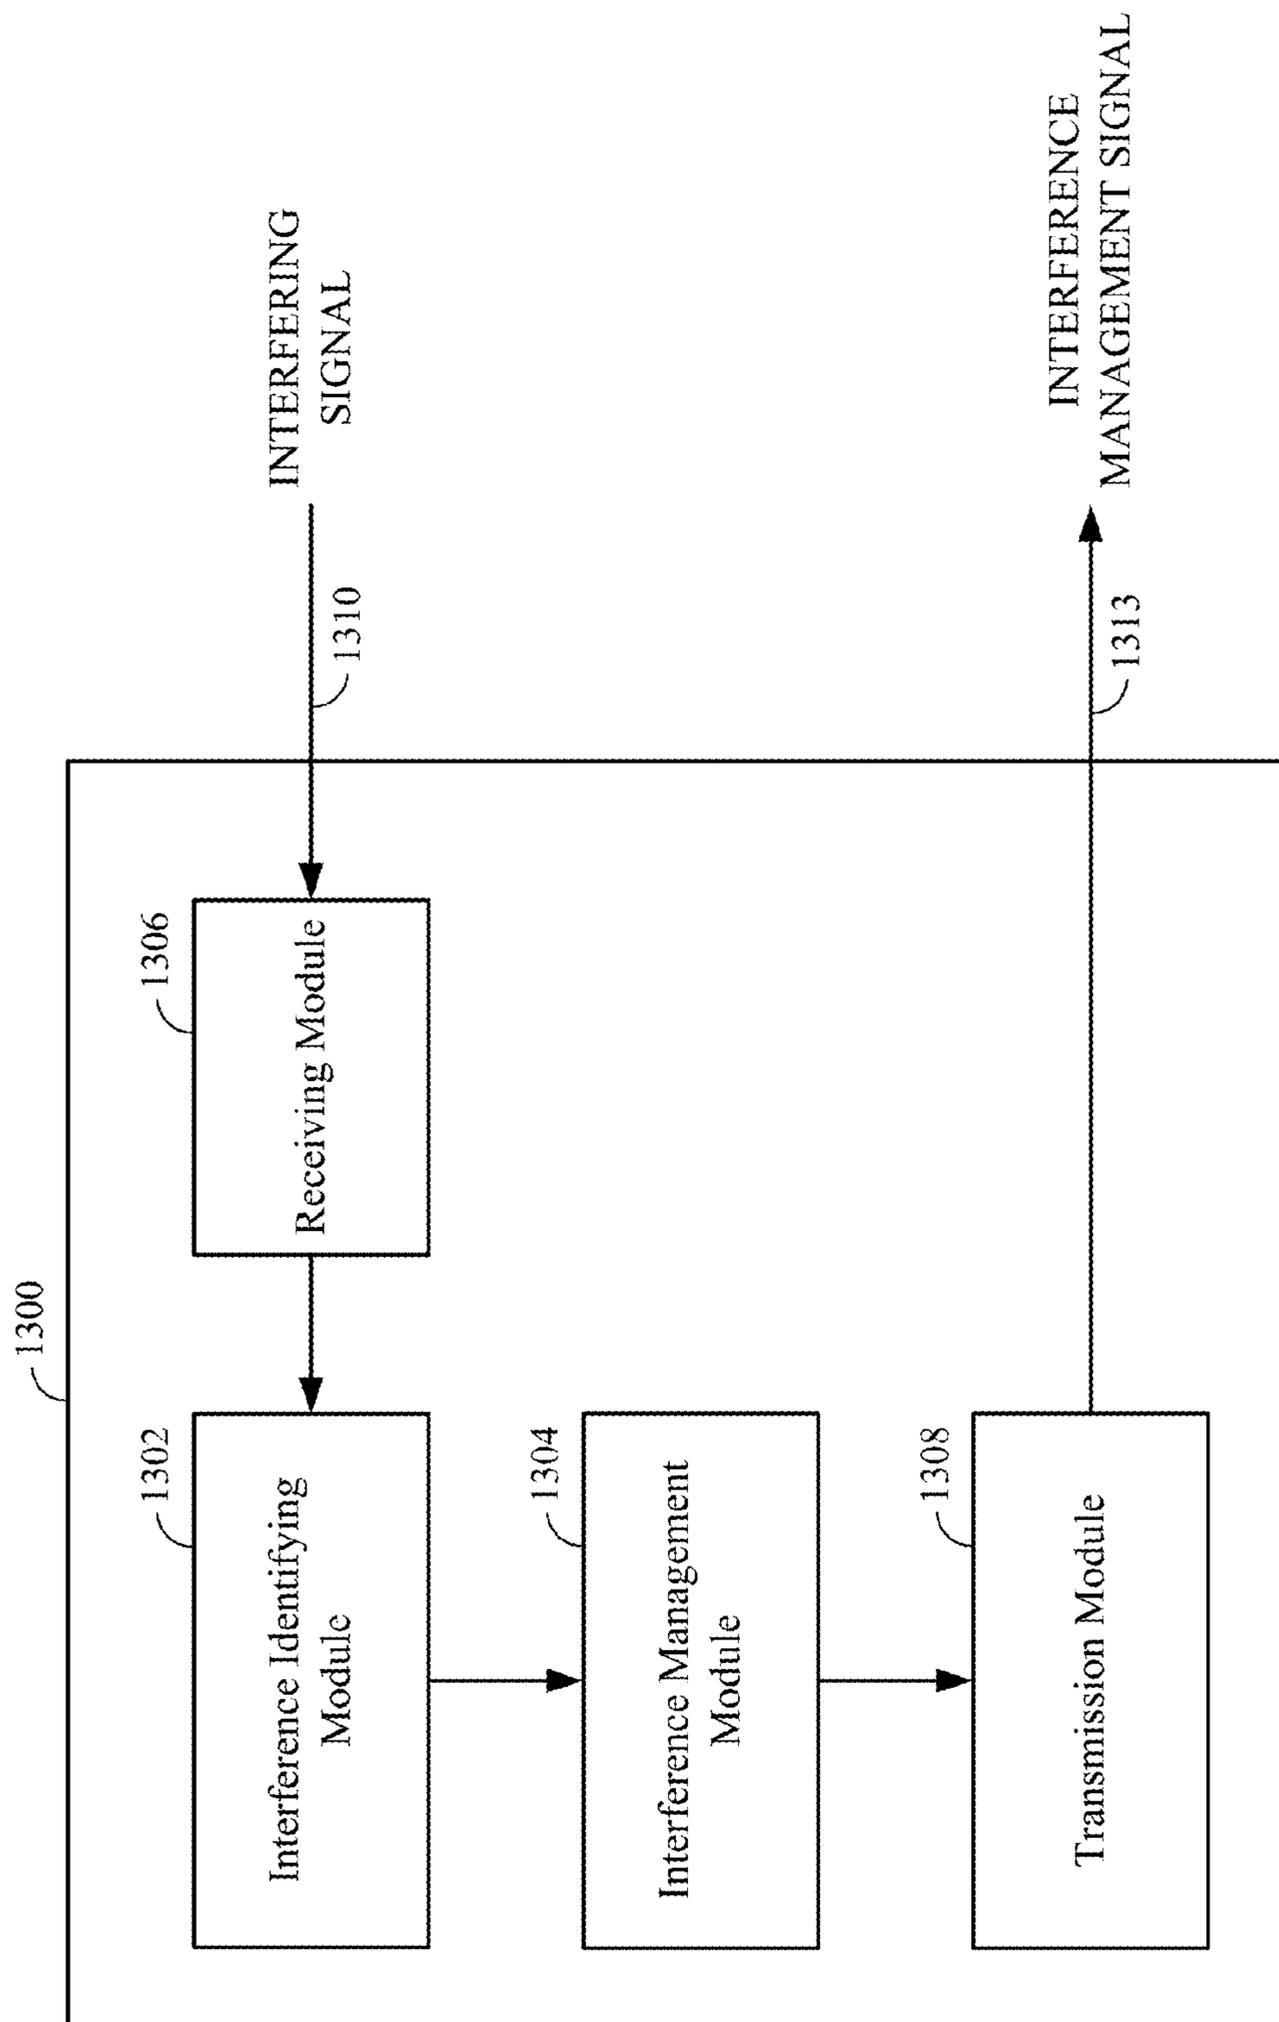 1300
1302
Interference Identifying
Module
1306
Receiving Module
1310
INTERFERING
SIGNAL
1304
Interference Management
Module
1308
Transmission Module
1313
INTERFERENCE
MANAGEMENT SIGNAL